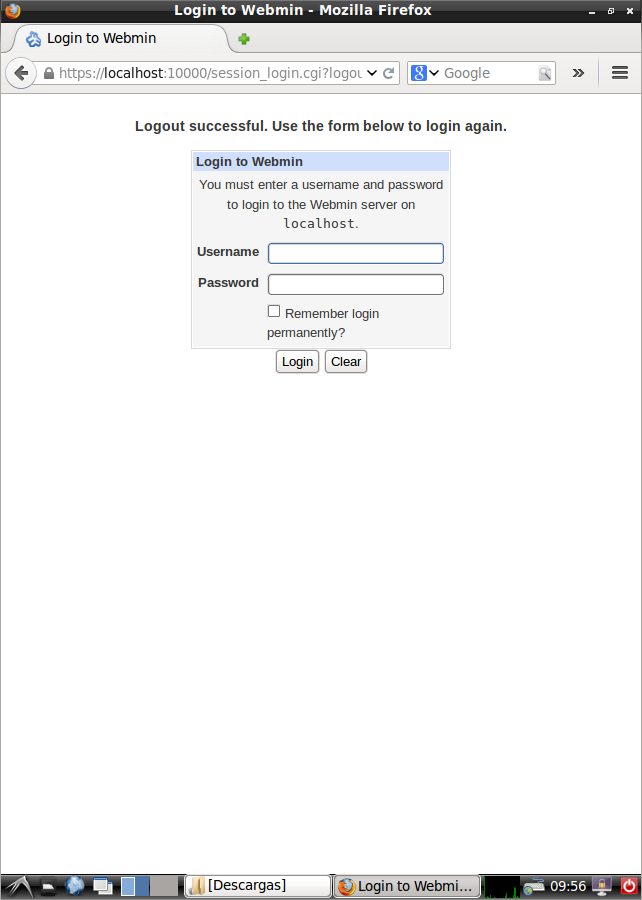 Login to Webmin - Mozilla Firefox
Login to Webmin
https://localhost:10000/session_login.cgi?logou
Google
Logout successful. Use the form below to login again.
Login to Webmin
You must enter a username and password
to login to the Webmin server on
localhost.
Username
Password
Remember login
permanently?
Login Clear
[Descargas] Login to Webmi... 09:56